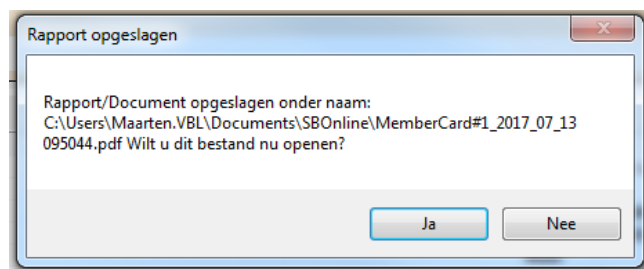 Rapport opgeslagen
Rapport/Document opgeslagen onder naam:
C:\Users\Maarten.VBL\Documents\SBOnline\MemberCard#1_2017_07_13
095044.pdf Wilt u dit bestand nu openen?
Ja
Nee